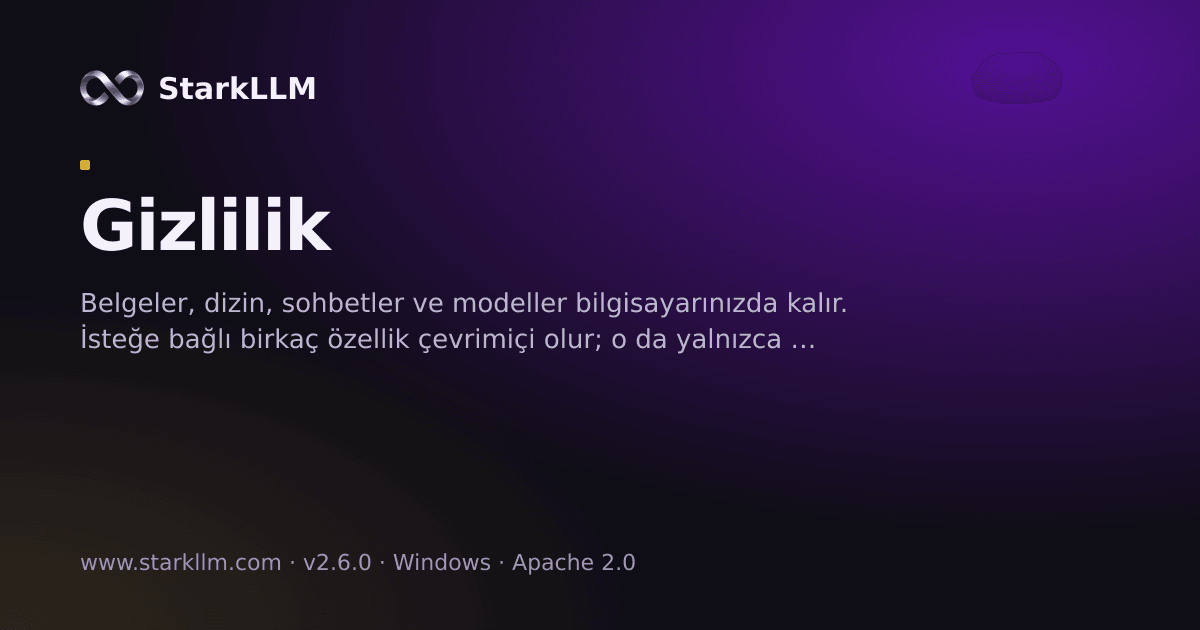 StarkLLM
Gizlilik
Belgeler, dizin, sohbetler ve modeller bilgisayarınızda kalır.
İsteğe bağlı birkaç özellik çevrimiçi olur; o da yalnızca …
www.starkllm.com · v2.6.0 · Windows · Apache 2.0